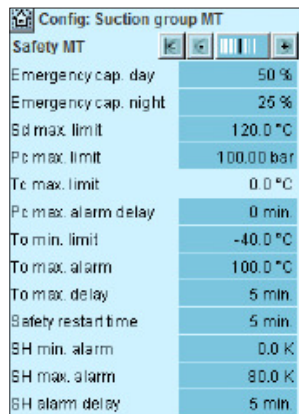 Config: Suction group MT
Safety MT
Emergency cap. day 50 %
Emergency cap. night 25 %
Sd max. limit 120.0 °C
Pc max. limit 100.00 bar
Tc max. limit 0.0 °C
Pc max. alarm delay 0 min.
To min. limit -40.0 °C
To max. alarm 100.0 °C
To max. delay 5 min.
Safety restart time 5 min.
SH min. alarm 0.0 K
SH max. alarm 80.0 K
SH alarm delay 5 min.